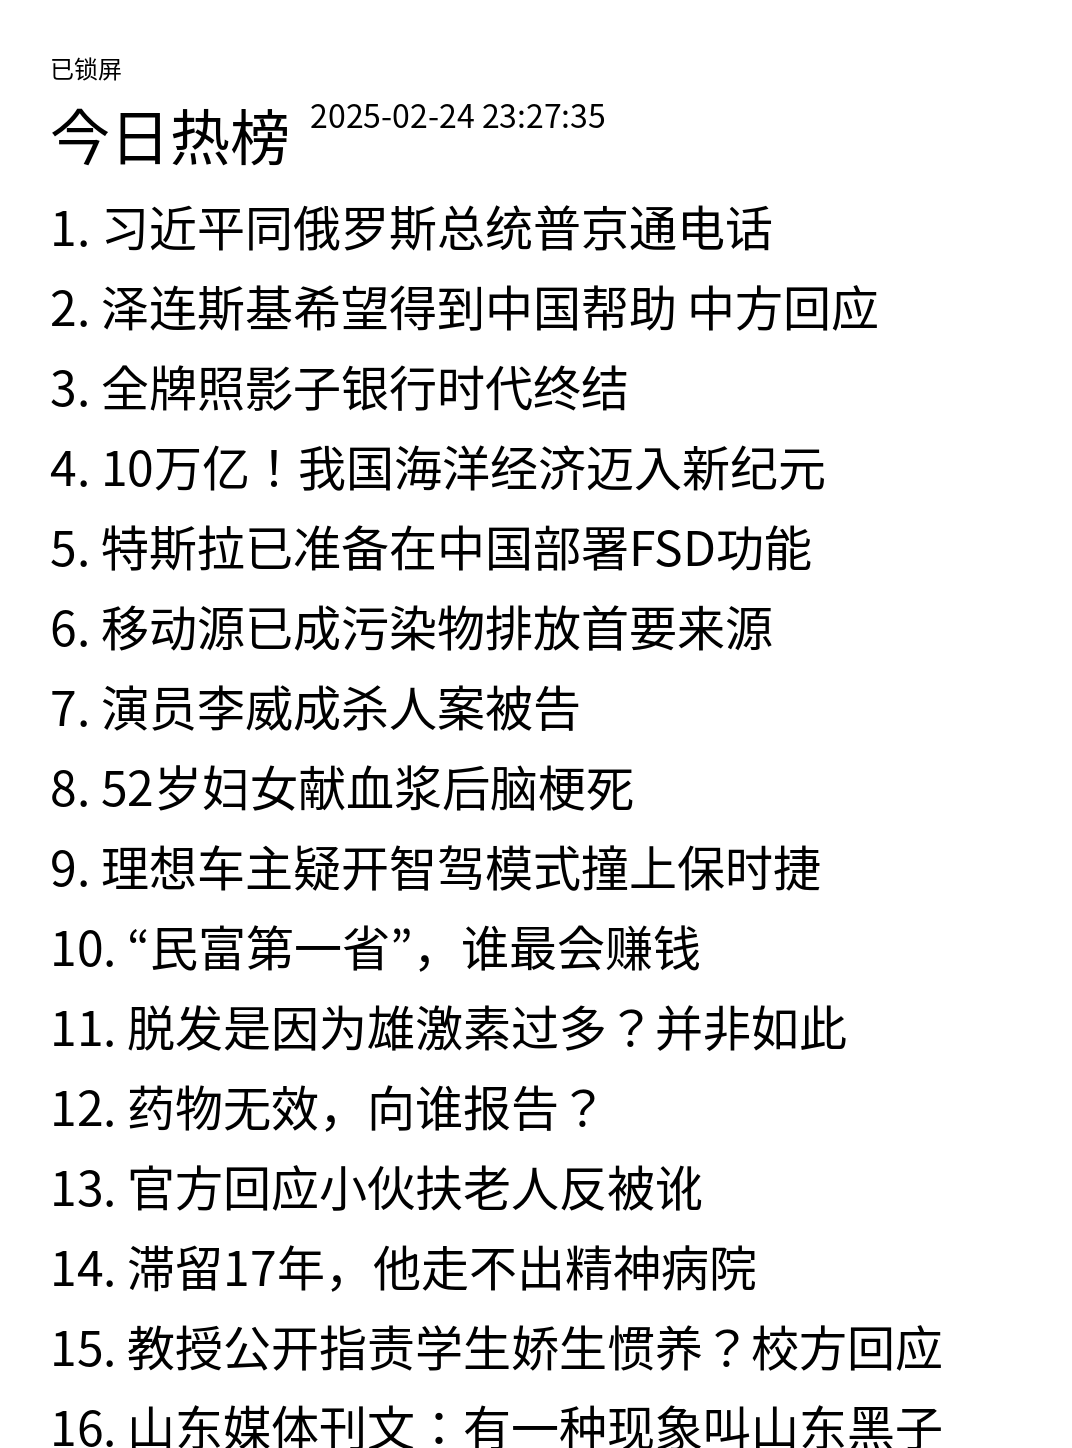 已锁屏
今日热榜 2025-02-24 23:27:35
1. 习近平同俄罗斯总统普京通电话
2. 泽连斯基希望得到中国帮助 中方回应
3. 全牌照影子银行时代终结
4. 10万亿！我国海洋经济迈入新纪元
5. 特斯拉已准备在中国部署FSD功能
6. 移动源已成污染物排放首要来源
7. 演员李威成杀人案被告
8. 52岁妇女献血浆后脑梗死
9. 理想车主疑开智驾模式撞上保时捷
10. “民富第一省”，谁最会赚钱
11. 脱发是因为雄激素过多？并非如此
12. 药物无效，向谁报告？
13. 官方回应小伙扶老人反被讹
14. 滞留17年，他走不出精神病院
15. 教授公开指责学生娇生惯养？校方回应
16. 山东媒体刊文：有一种现象叫山东黑子